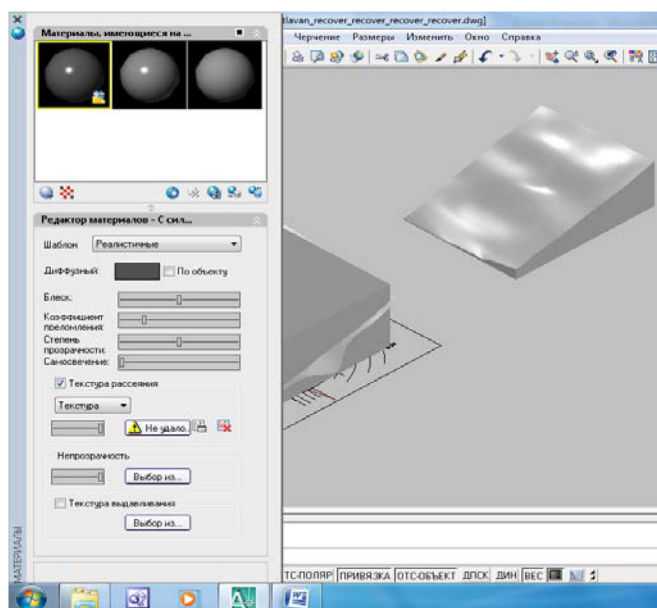 Материалы, имеющиеся на ...
tlavan_recover_recover_recover_recover.dwg]
Черчение Размеры Изменить Окно Справка
Редактор материалов - С сил...
Шаблон Реалистичные
Диффузный: По объекту
Блеск:
Коэффициент преломления:
Степень прозрачности:
Самосвечение:
Текстура рассеяния
Текстура
Не удало..
Непрозрачность
Выбор из...
Текстура выдавливания
Выбор из...
МАТЕРИАЛЫ
ТС-ПОЛЯР ПРИВЯЗКА ОТС-ОБЪЕКТ ДПСК ДИН ВЕС